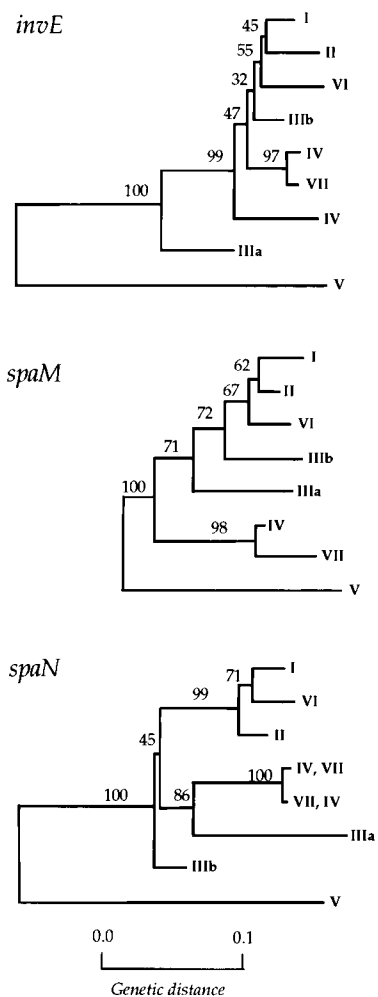 invE
45
I
55
II
32
VI
47
IIIb
99
97
IV
VII
100
IV
IIIa
V
spaM
62
I
67
II
72
VI
71
IIIb
100
IIIa
98
IV
VII
V
spaN
71
I
99
VI
II
45
IV, VII
100
86
VII, IV
100
IIIa
IIIb
V
0.0 0.1
Genetic distance